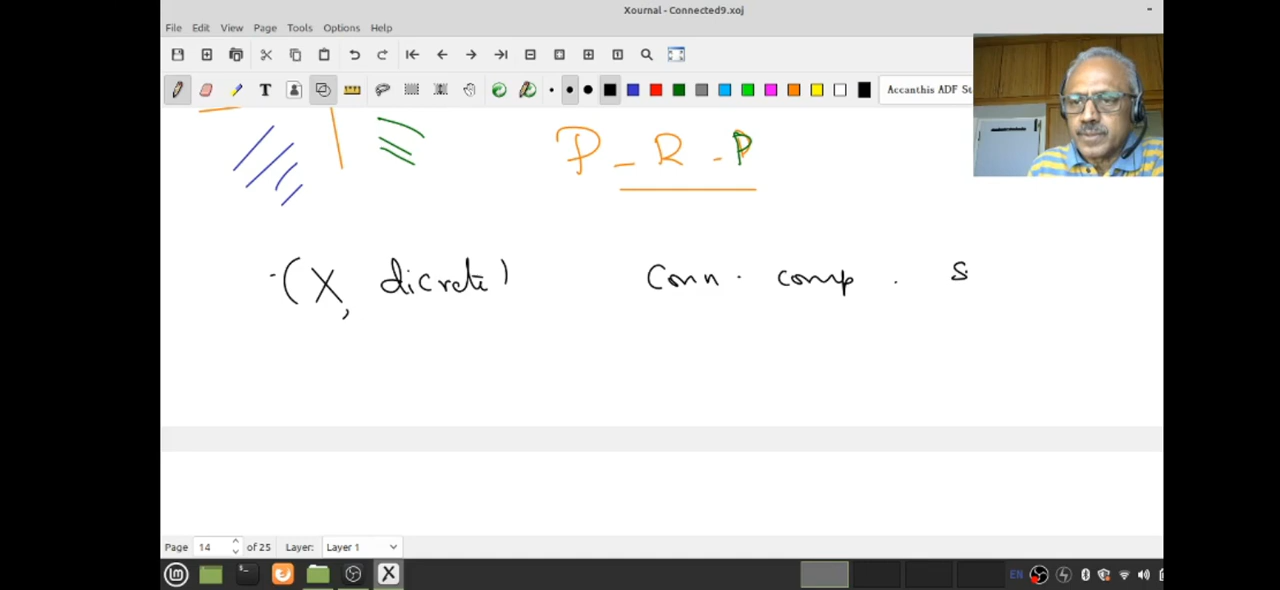 Xournal - Connected9.xoj
File Edit View Page Tools Options Help
Accanthis ADF St
P - R - P
(X, dicrete) Conn. comp. s
Page 14 of 25 Layer: Layer 1
EN